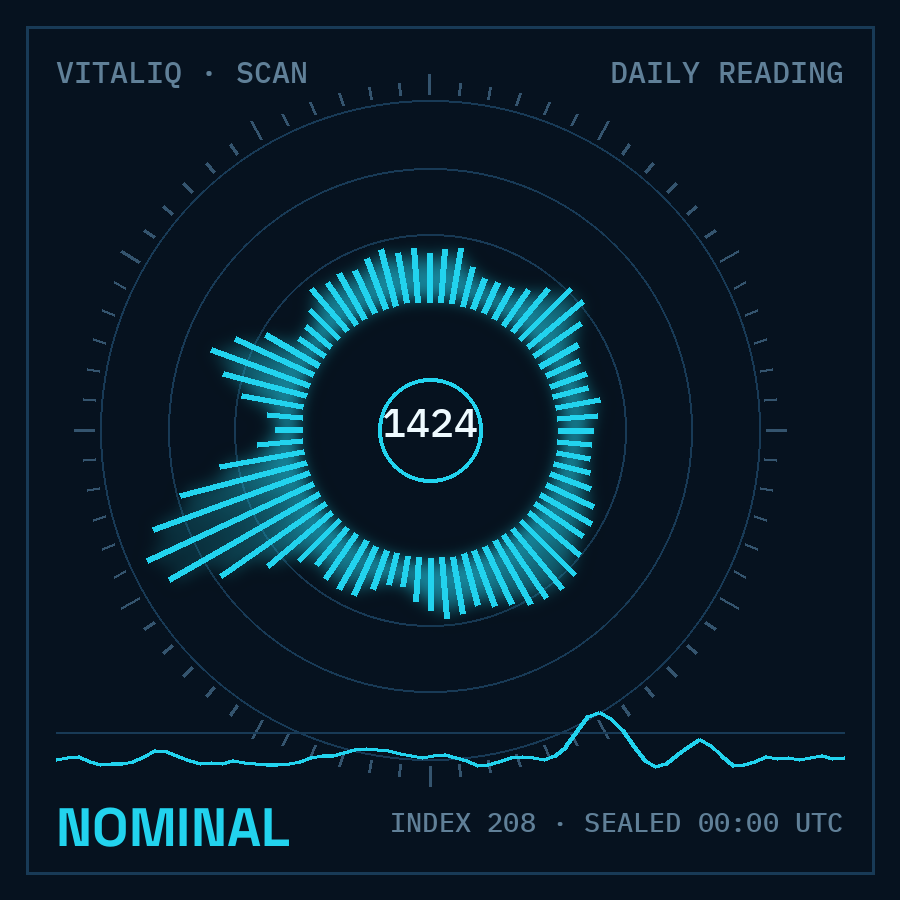 VITALIQ · SCAN
DAILY READING
1424
NOMINAL
INDEX 208 · SEALED 00:00 UTC